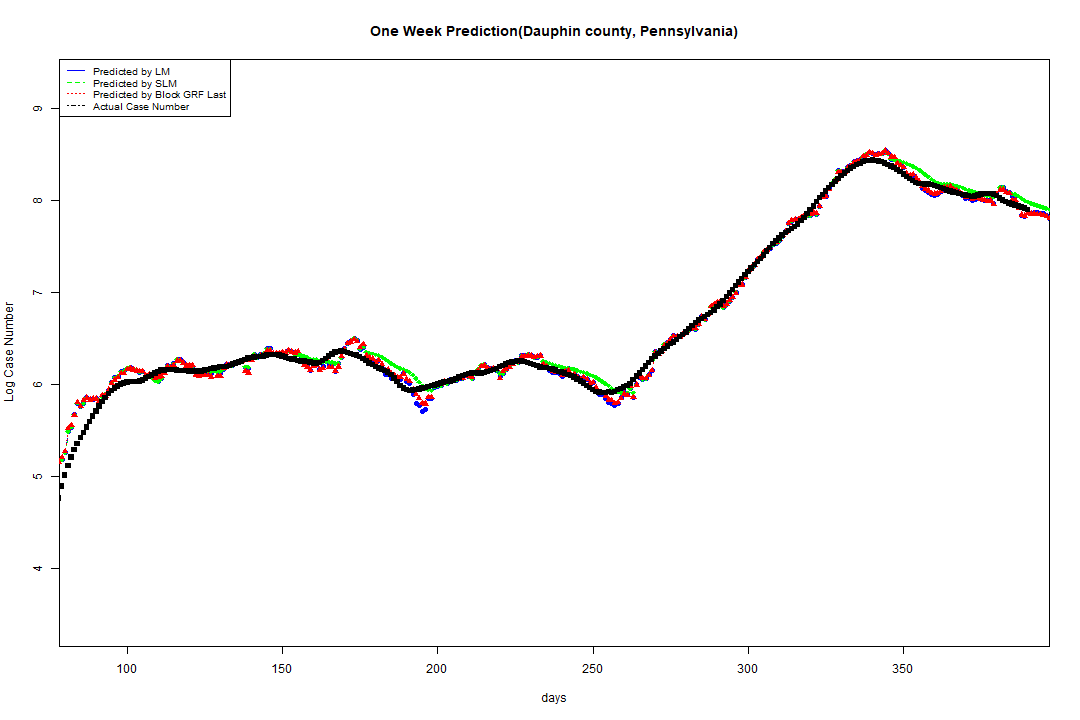 One Week Prediction(Dauphin county, Pennsylvania)
Predicted by LM
Predicted by SLM
Predicted by Block GRF Last
Actual Case Number
9
8
7
6
5
4
Log Case Number
100 150 200 250 300 350
days